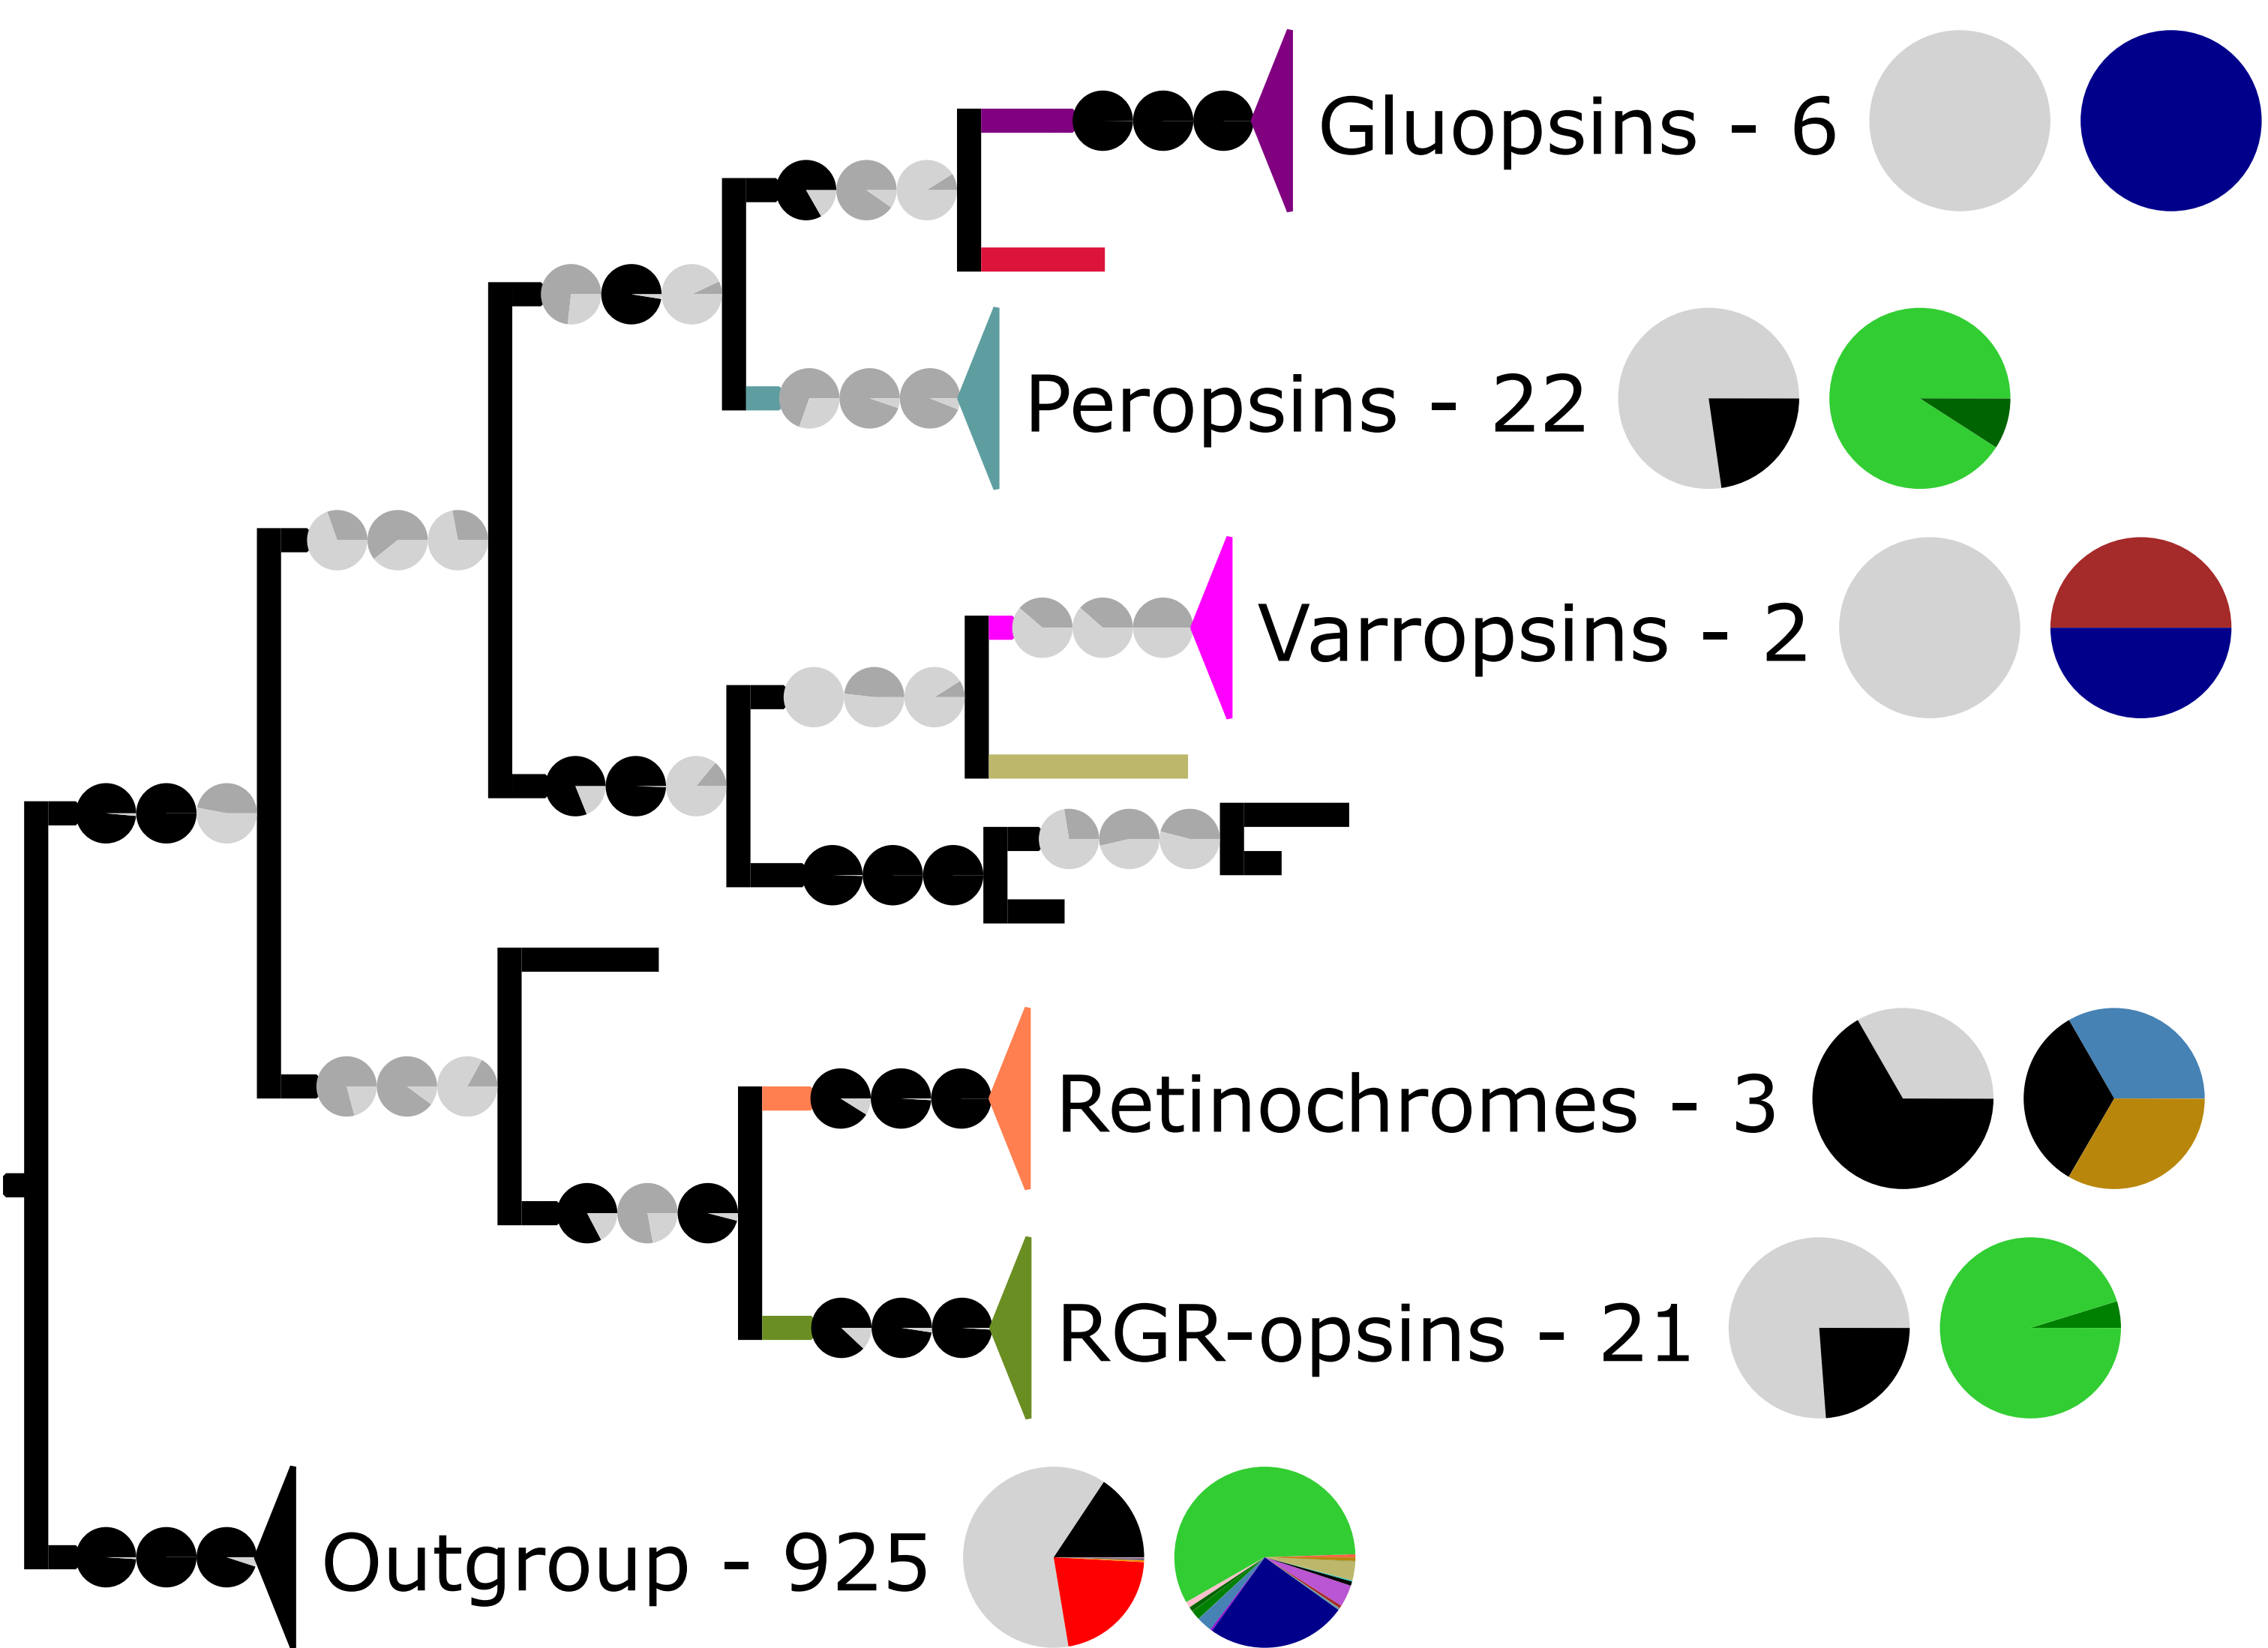 Gluopsins - 6
Peropsins - 22
Varropsins - 2
Retinochromes - 3
RGR-opsins - 21
Outgroup - 925